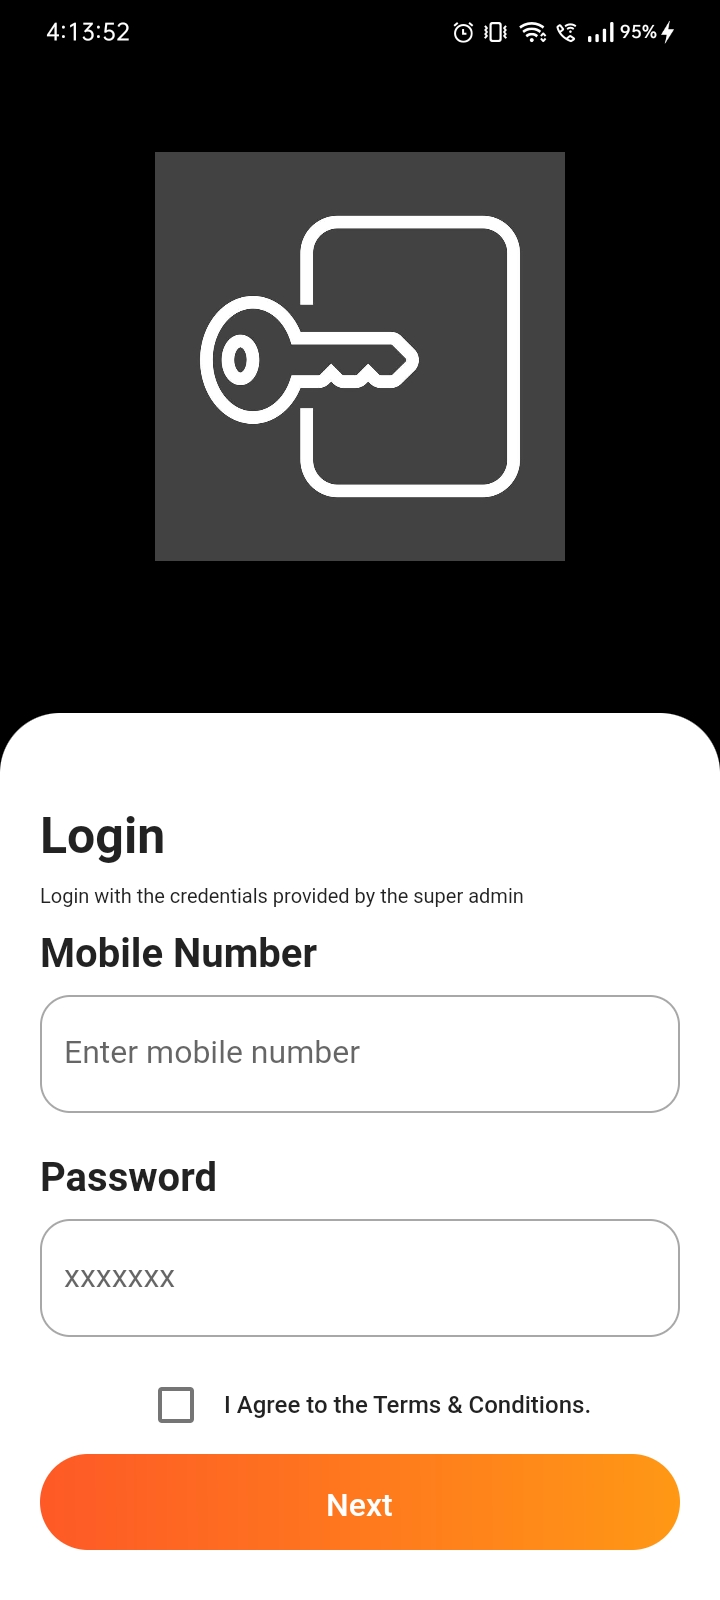 4:13:52
95%
Login
Login with the credentials provided by the super admin
Mobile Number
Enter mobile number
Password
xxxxxxx
I Agree to the Terms & Conditions.
Next